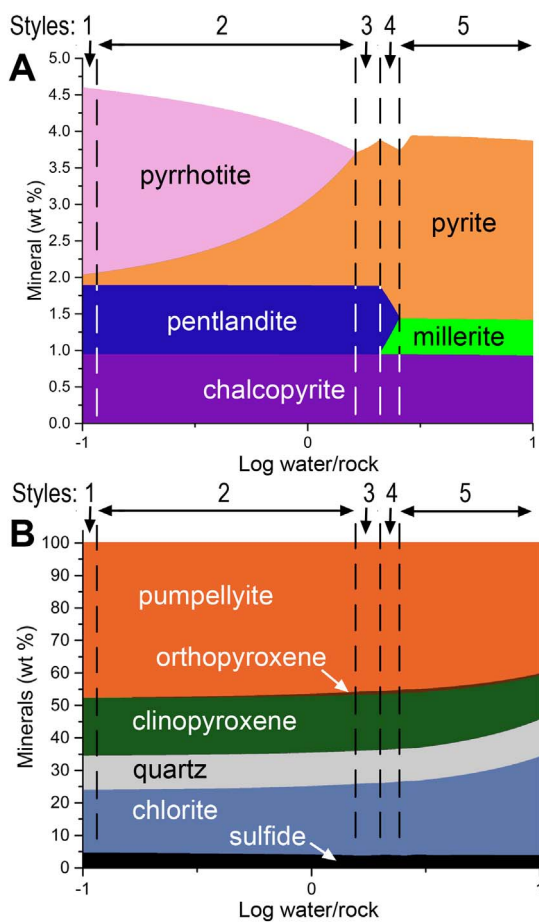 Styles: 1 2 3 4 5
A
5.0
4.5
4.0
3.5
3.0
2.5
2.0
1.5
1.0
0.5
0.0
Mineral (wt %)
pyrrhotite
pyrite
pentlandite
millerite
chalcopyrite
-1 0 1
Log water/rock
Styles: 1 2 3 4 5
B
100
90
80
70
60
50
40
30
20
10
0
Minerals (wt %)
pumpellyite
orthopyroxene
clinopyroxene
quartz
chlorite
sulfide
-1 0 1
Log water/rock